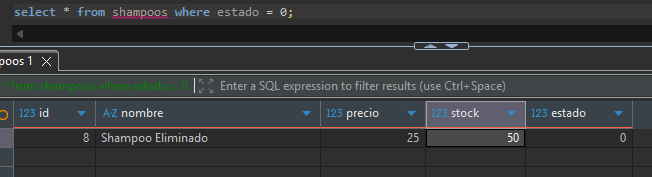 select * from shampoos where estado = 0;
poos 1
* from shampoos where estado = 0
Enter a SQL expression to filter results (use Ctrl+Space)
123 id A-Z nombre 123 precio 123 stock 123 estado
8 Shampoo Eliminado 25 50 0